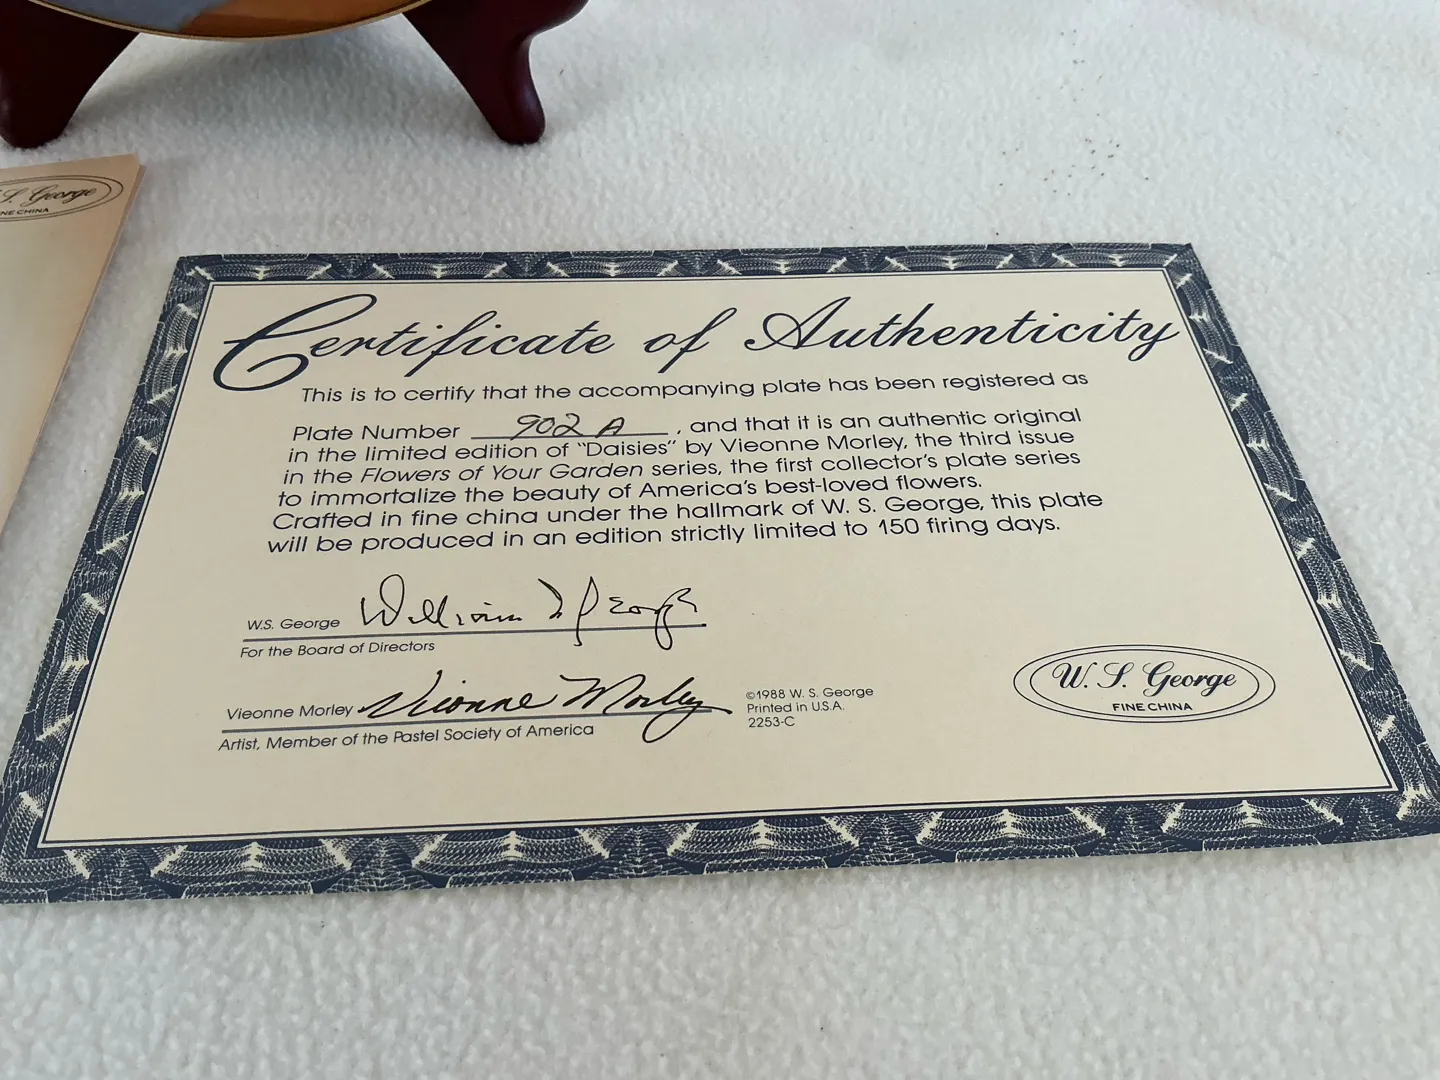 S. George
FINE CHINA
Certificate of Authenticity
This is to certify that the accompanying plate has been registered as
Plate Number 902 A, and that it is an authentic original
in the limited edition of “Daisies” by Vieonne Morley, the third issue
in the Flowers of Your Garden series, the first collector's plate series
to immortalize the beauty of America's best-loved flowers.
Crafted in fine china under the hallmark of W. S. George, this plate
will be produced in an edition strictly limited to 150 firing days.
W.S. George William S George
For the Board of Directors
Vieonne Morley Vieonne Morley
Artist, Member of the Pastel Society of America
©1988 W. S. George
Printed in U.S.A.
2253-C
W. S. George
FINE CHINA